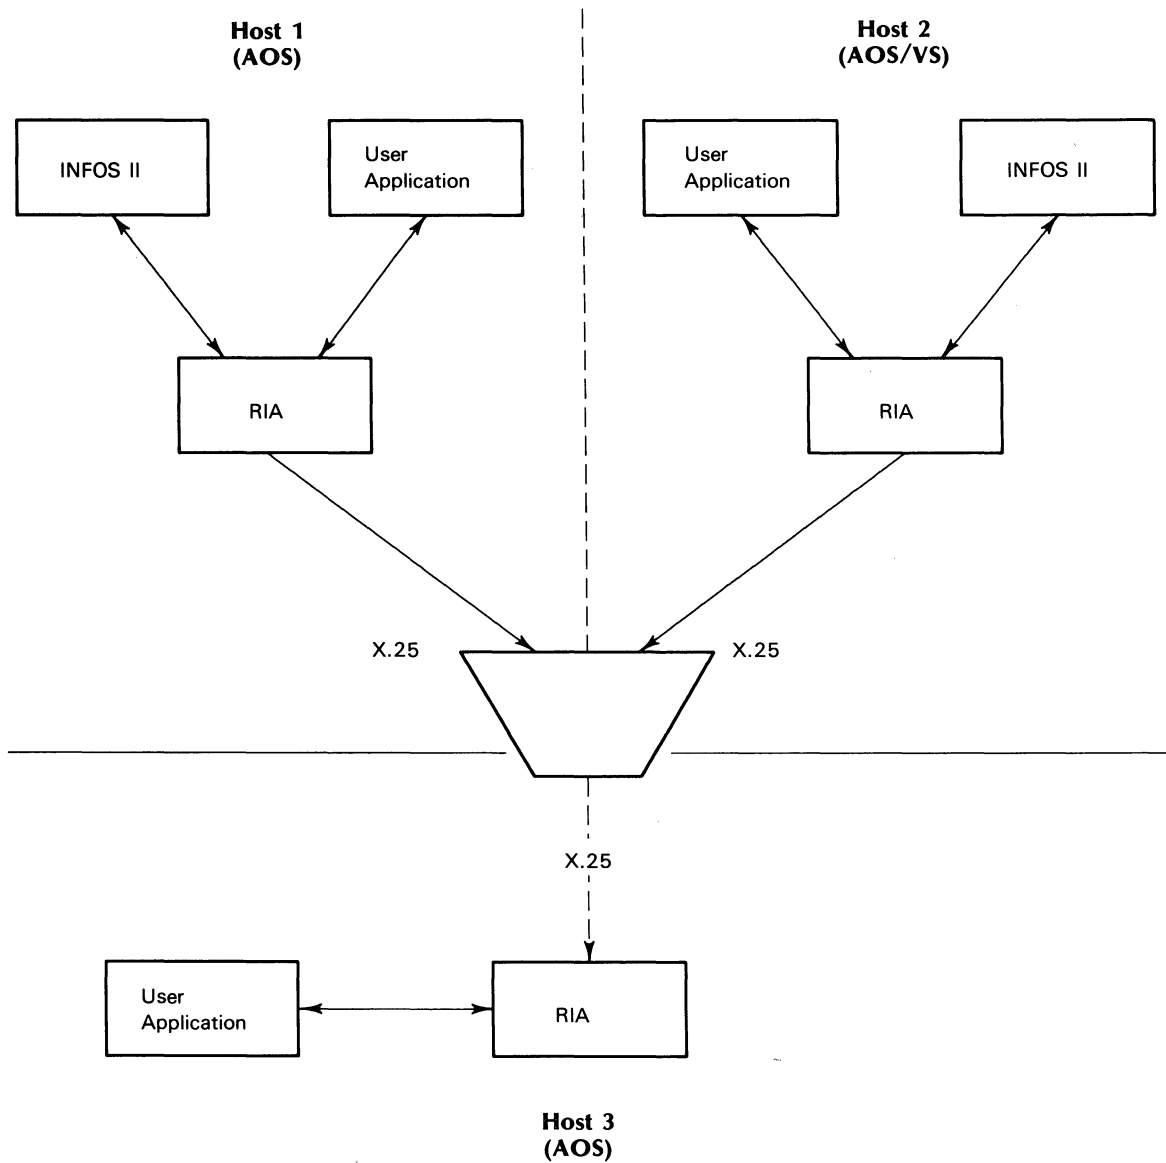 Host 1
(AOS)
Host 2
(AOS/VS)
INFOS II
User
Application
User
Application
INFOS II
RIA
RIA
X.25
X.25
X.25
User
Application
RIA
Host 3
(AOS)